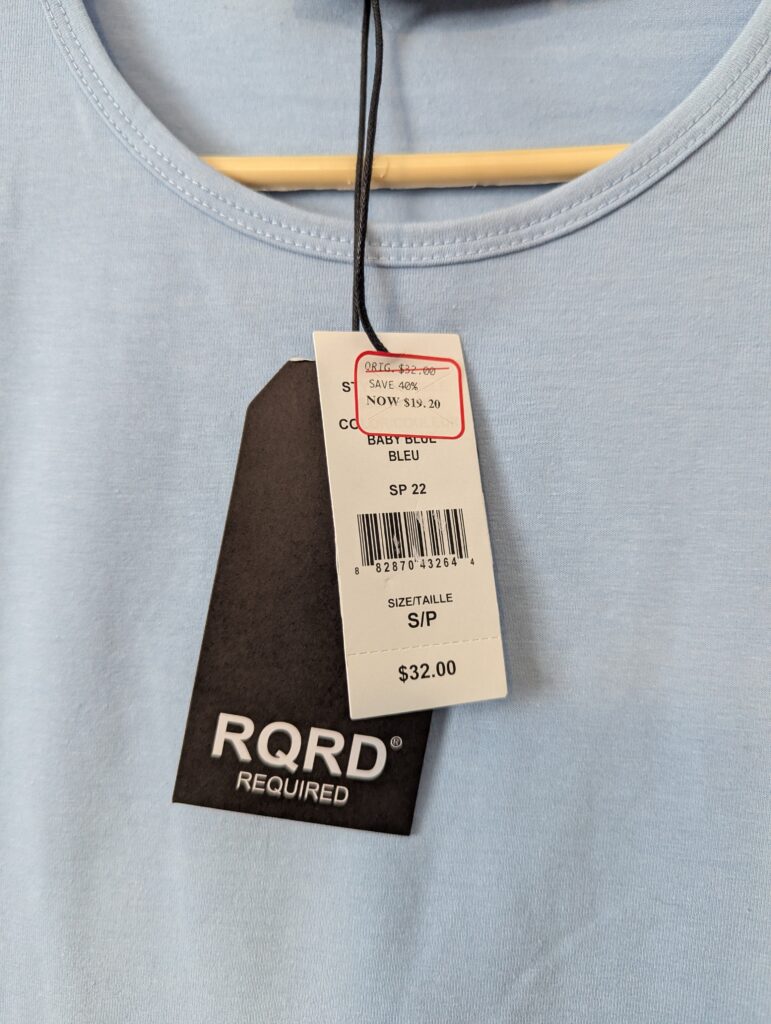 ORIG. $32.00
SAVE 40%
NOW $19.20
BABY BLUE
BLEU
SP 22
8 82870 43264 4
SIZE/TAILLE
S/P
$32.00
RQRD®
REQUIRED